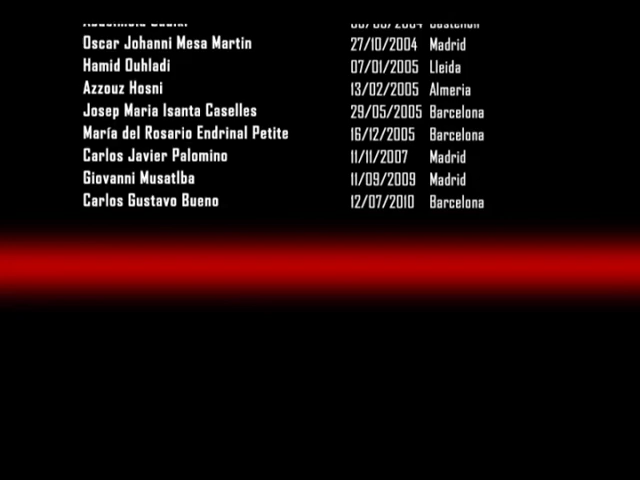 Oscar Johanni Mesa Martin 27/10/2004 Madrid
Hamid Ouhladi 07/01/2005 Lleida
Azzouz Hosni 13/02/2005 Almeria
Josep Maria Isanta Caselles 29/05/2005 Barcelona
María del Rosario Endrinal Petite 16/12/2005 Barcelona
Carlos Javier Palomino 11/11/2007 Madrid
Giovanni Musatlba 11/09/2009 Madrid
Carlos Gustavo Bueno 12/07/2010 Barcelona